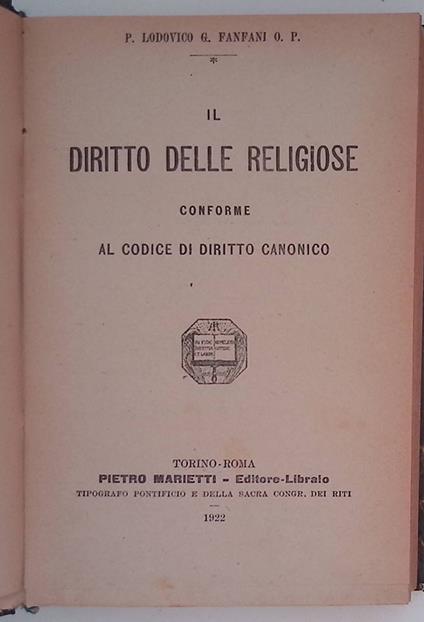 P. LODOVICO G. FANFANI O. P.
IL
DIRITTO DELLE RELIGIOSE
CONFORME
AL CODICE DI DIRITTO CANONICO
TORINO-ROMA
PIETRO MARIETTI - Editore-Libraio
TIPOGRAFO PONTIFICIO E DELLA SACRA CONGR. DEI RITI
1922